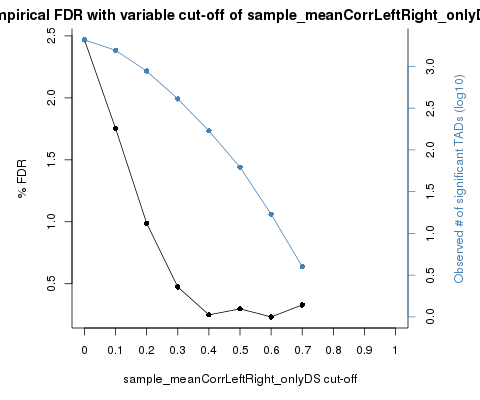 mpirical FDR with variable cut-off of sample_meanCorrLeftRight_onlyD
% FDR
2.5
2.0
1.5
1.0
0.5
3.0
2.5
2.0
1.5
1.0
0.5
0.0
Observed # of significant TADs (log10)
0 0.1 0.2 0.3 0.4 0.5 0.6 0.7 0.8 0.9 1
sample_meanCorrLeftRight_onlyDS cut-off